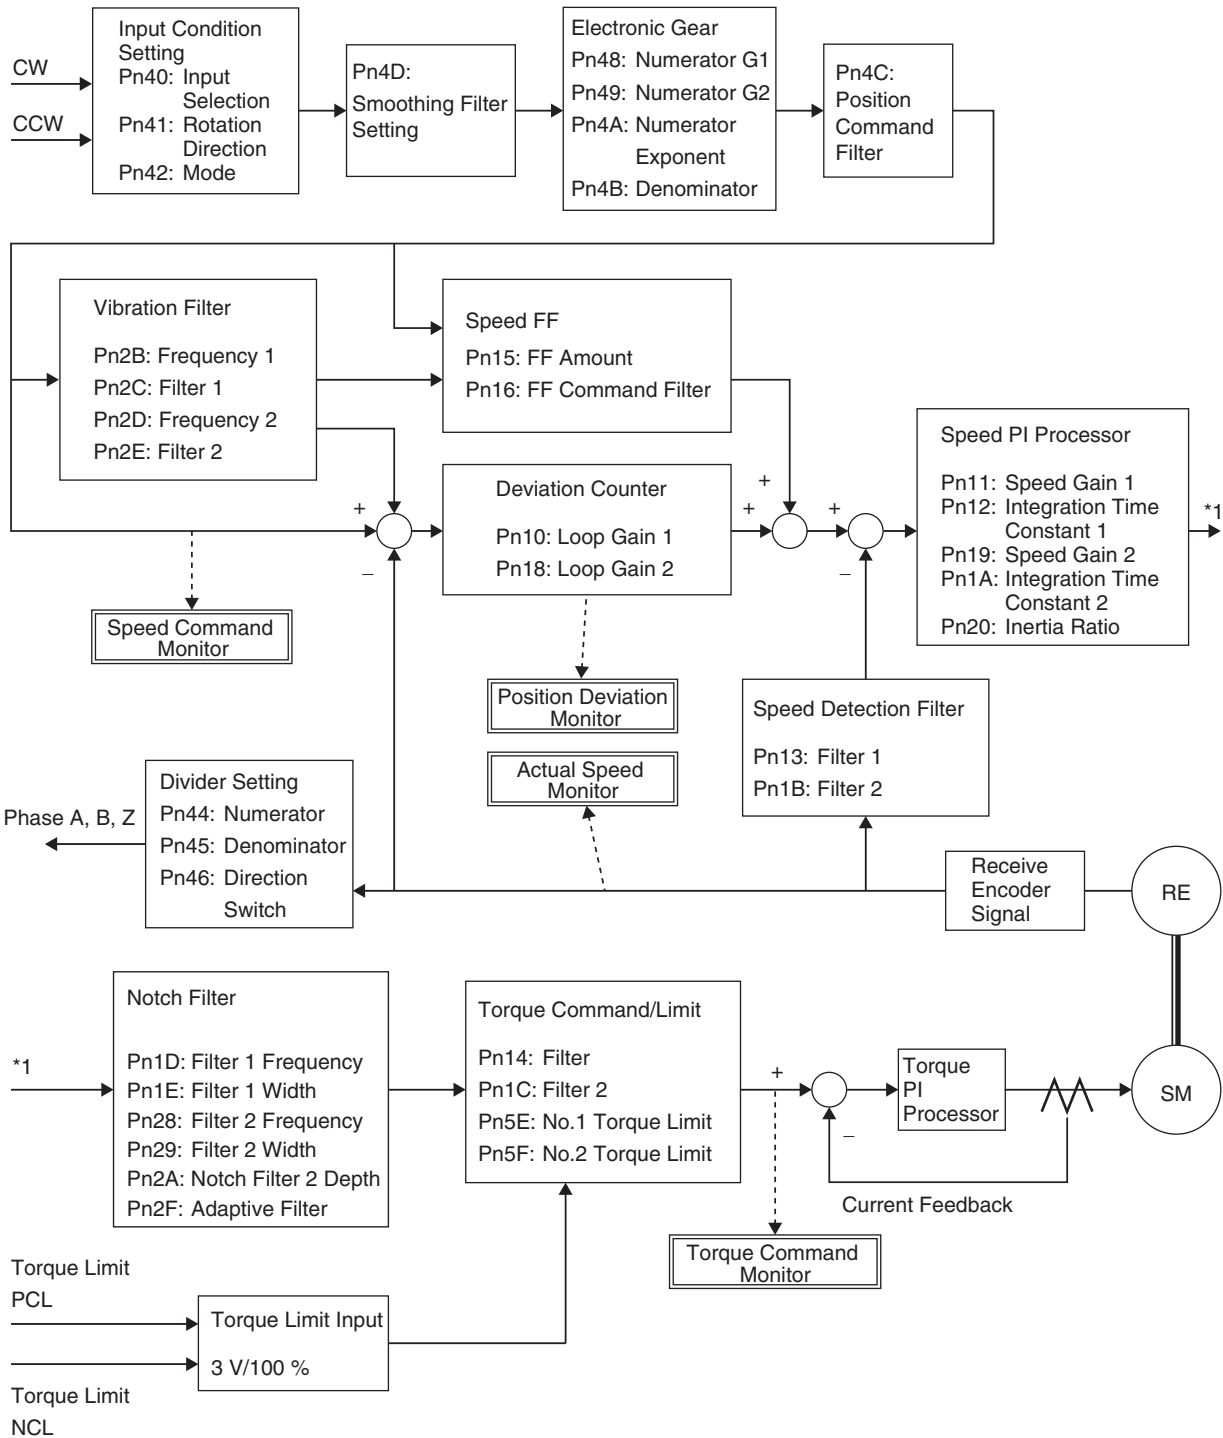 CW
CCW
Input Condition
Setting
Pn40: Input
Selection
Pn41: Rotation
Direction
Pn42: Mode
Pn4D:
Smoothing Filter
Setting
Electronic Gear
Pn48: Numerator G1
Pn49: Numerator G2
Pn4A: Numerator
Exponent
Pn4B: Denominator
Pn4C:
Position
Command
Filter
Vibration Filter
Pn2B: Frequency 1
Pn2C: Filter 1
Pn2D: Frequency 2
Pn2E: Filter 2
Speed FF
Pn15: FF Amount
Pn16: FF Command Filter
+
−
Deviation Counter
Pn10: Loop Gain 1
Pn18: Loop Gain 2
+
+
+
−
Speed PI Processor
Pn11: Speed Gain 1
Pn12: Integration Time
Constant 1
Pn19: Speed Gain 2
Pn1A: Integration Time
Constant 2
Pn20: Inertia Ratio
*1
Speed Command
Monitor
Position Deviation
Monitor
Actual Speed
Monitor
Speed Detection Filter
Pn13: Filter 1
Pn1B: Filter 2
Phase A, B, Z
Divider Setting
Pn44: Numerator
Pn45: Denominator
Pn46: Direction
Switch
Receive
Encoder
Signal
RE
*1
Notch Filter
Pn1D: Filter 1 Frequency
Pn1E: Filter 1 Width
Pn28: Filter 2 Frequency
Pn29: Filter 2 Width
Pn2A: Notch Filter 2 Depth
Pn2F: Adaptive Filter
Torque Command/Limit
Pn14: Filter
Pn1C: Filter 2
Pn5E: No.1 Torque Limit
Pn5F: No.2 Torque Limit
+
−
Torque
PI
Processor
SM
Current Feedback
Torque Command
Monitor
Torque Limit
PCL
Torque Limit Input
3 V/100 %
Torque Limit
NCL